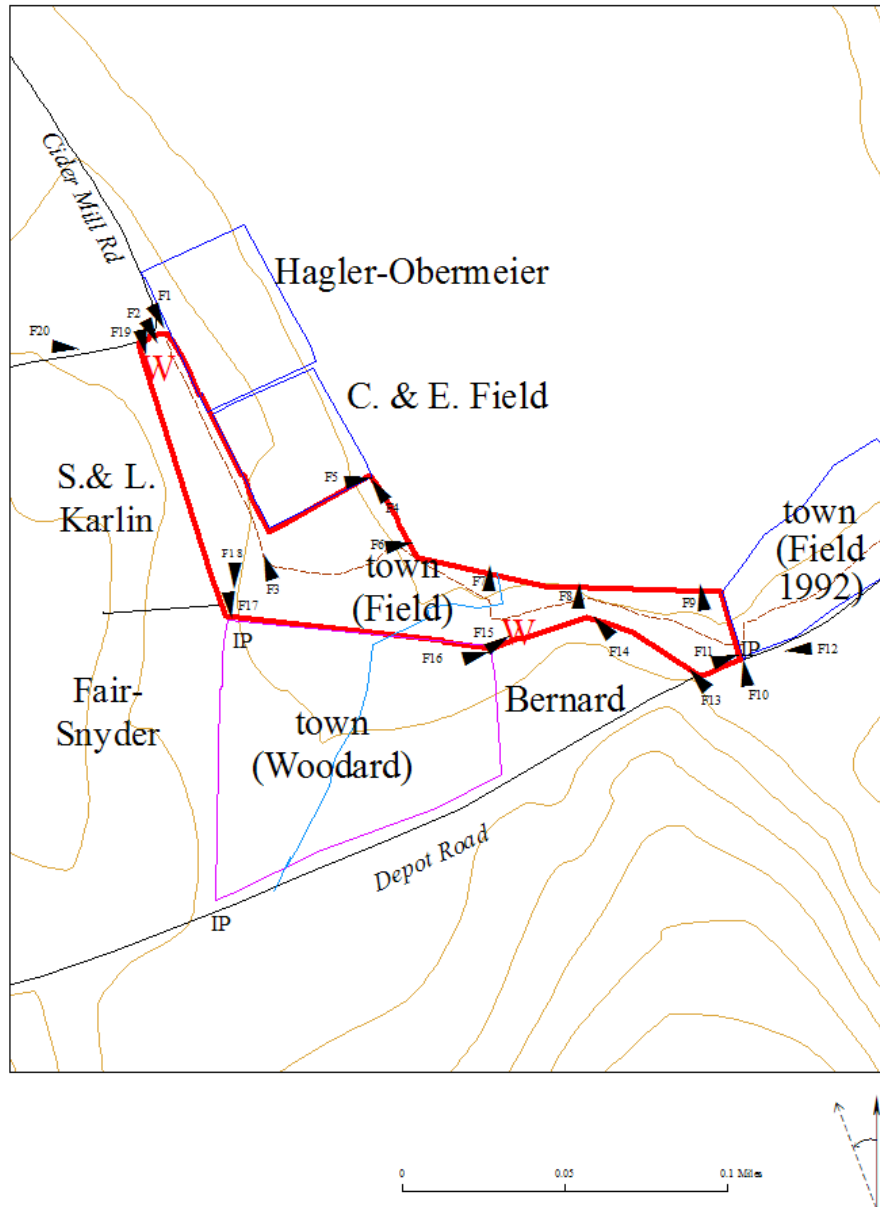 Cider Mill Rd
Hagler-Obermeier
F1
F2
F19
F20
W
C. & E. Field
S.& L.
Karlin
F5
F4
F6
town
(Field
1992)
F18
F3
town
(Field)
F7
F8
F9
F17
IP
F15
W
F16
F14
F11
IP
F12
F10
F13
Fair-
Snyder
town
(Woodard)
Bernard
Depot Road
IP
0
0.05
0.1 Miles